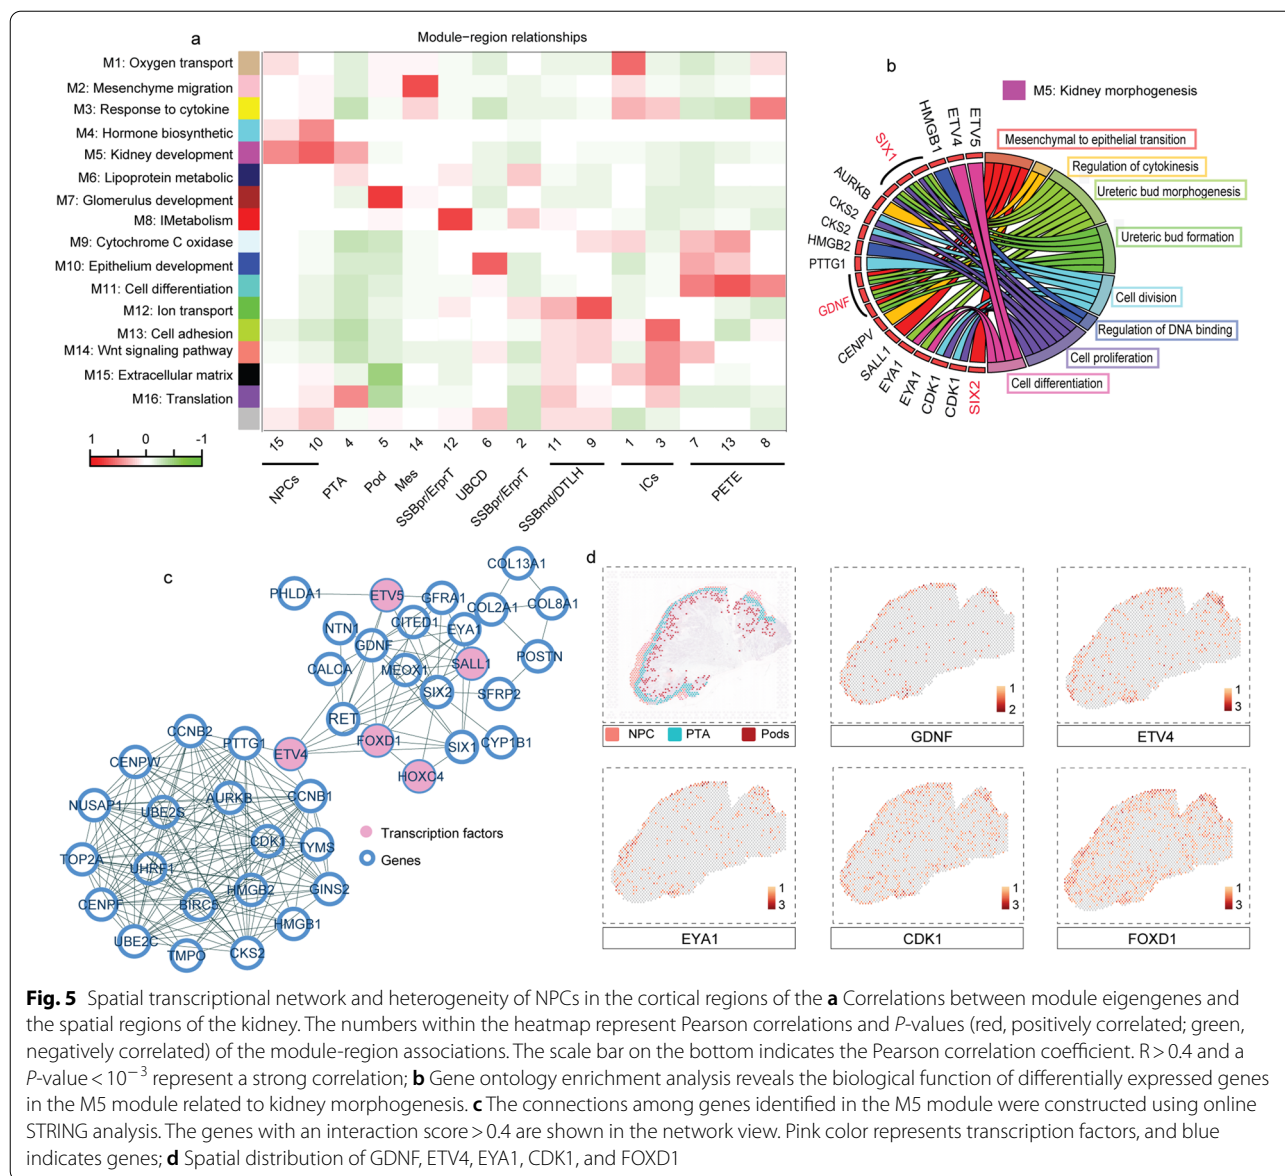 a
Module−region relationships
M1: Oxygen transport
M2: Mesenchyme migration
M3: Response to cytokine
M4: Hormone biosynthetic
M5: Kidney development
M6: Lipoprotein metabolic
M7: Glomerulus development
M8: IMetabolism
M9: Cytochrome C oxidase
M10: Epithelium development
M11: Cell differentiation
M12: Ion transport
M13: Cell adhesion
M14: Wnt signaling pathway
M15: Extracellular matrix
M16: Translation
1 0 -1
15 10 4 5 14 12 6 2 11 9 1 3 7 13 8
NPCs
PTA
Pod
Mes
SSBpr/ErprT
UBCD
SSBpr/ErprT
SSBmd/DTLH
ICs
PETE
b
M5: Kidney morphogenesis
ETV5
ETV4
HMGB1
SIX1
AURKB
CKS2
CKS2
HMGB2
PTTG1
GDNF
CENPV
SALL1
EYA1
EYA1
CDK1
CDK1
SIX2
Mesenchymal to epithelial transition
Regulation of cytokinesis
Ureteric bud morphogenesis
Ureteric bud formation
Cell division
Regulation of DNA binding
Cell proliferation
Cell differentiation
c
COL13A1
PHLDA1
ETV5
GFRA1
COL2A1
COL8A1
NTN1
CITED1
EYA1
GDNF
POSTN
CALCA
MEOX1
SALL1
SIX2
SFRP2
RET
FOXD1
SIX1
CYP1B1
CCNB2
PTTG1
ETV4
HOXC4
CENPW
NUSAP1
UBE2S
AURKB
CCNB1
CDK1
TYMS
TOP2A
UHRF1
HMGB2
GINS2
CENPF
BIRC5
HMGB1
UBE2C
TMPO
CKS2
Transcription factors
Genes
d
NPC PTA Pods
1
2
GDNF
1
3
ETV4
1
3
EYA1
1
3
CDK1
1
3
FOXD1
Fig. 5 Spatial transcriptional network and heterogeneity of NPCs in the cortical regions of the a Correlations between module eigengenes and
the spatial regions of the kidney. The numbers within the heatmap represent Pearson correlations and P-values (red, positively correlated; green,
negatively correlated) of the module-region associations. The scale bar on the bottom indicates the Pearson correlation coefficient. R > 0.4 and a
P-value < 10⁻³ represent a strong correlation; b Gene ontology enrichment analysis reveals the biological function of differentially expressed genes
in the M5 module related to kidney morphogenesis. c The connections among genes identified in the M5 module were constructed using online
STRING analysis. The genes with an interaction score > 0.4 are shown in the network view. Pink color represents transcription factors, and blue
indicates genes; d Spatial distribution of GDNF, ETV4, EYA1, CDK1, and FOXD1